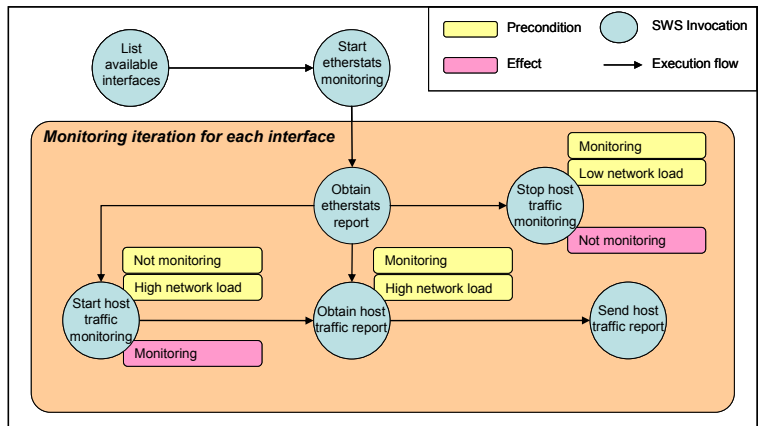 List
available
interfaces
Start
etherstats
monitoring
Precondition
SWS Invocation
Effect
Execution flow
Monitoring iteration for each interface
Obtain
etherstats
report
Stop host
traffic
monitoring
Monitoring
Low network load
Not monitoring
Not monitoring
High network load
Start host
traffic
monitoring
Monitoring
Monitoring
High network load
Obtain host
traffic report
Send host
traffic report